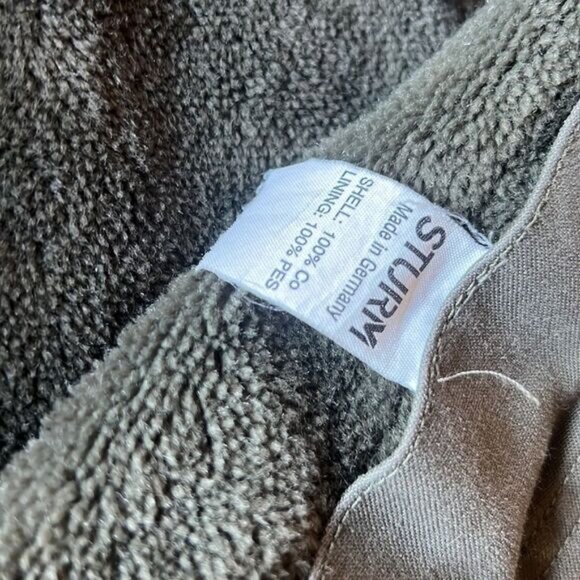 STURM
Made in Germany
SHELL: 100% Co
LINING: 100% PES